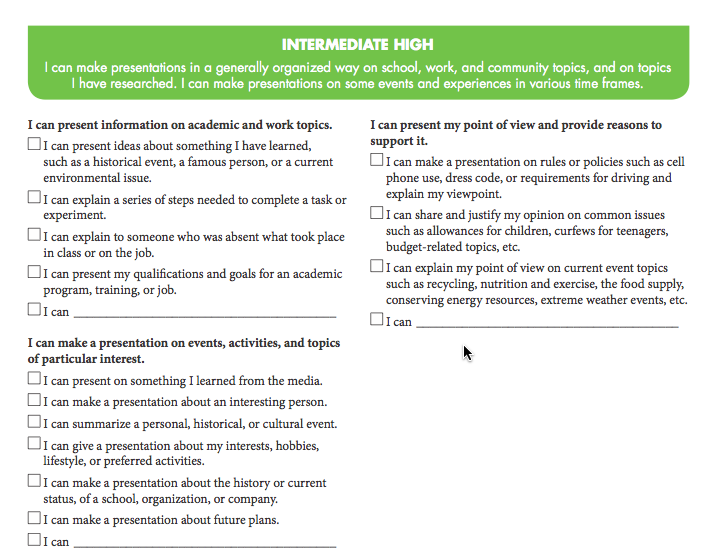 INTERMEDIATE HIGH
I can make presentations in a generally organized way on school, work, and community topics, and on topics
I have researched. I can make presentations on some events and experiences in various time frames.
I can present information on academic and work topics.
I can present ideas about something I have learned,
such as a historical event, a famous person, or a current
environmental issue.
I can explain a series of steps needed to complete a task or
experiment.
I can explain to someone who was absent what took place
in class or on the job.
I can present my qualifications and goals for an academic
program, training, or job.
I can
I can make a presentation on events, activities, and topics
of particular interest.
I can present on something I learned from the media.
I can make a presentation about an interesting person.
I can summarize a personal, historical, or cultural event.
I can give a presentation about my interests, hobbies,
lifestyle, or preferred activities.
I can make a presentation about the history or current
status, of a school, organization, or company.
I can make a presentation about future plans.
I can
I can present my point of view and provide reasons to
support it.
I can make a presentation on rules or policies such as cell
phone use, dress code, or requirements for driving and
explain my viewpoint.
I can share and justify my opinion on common issues
such as allowances for children, curfews for teenagers,
budget-related topics, etc.
I can explain my point of view on current event topics
such as recycling, nutrition and exercise, the food supply,
conserving energy resources, extreme weather events, etc.
I can